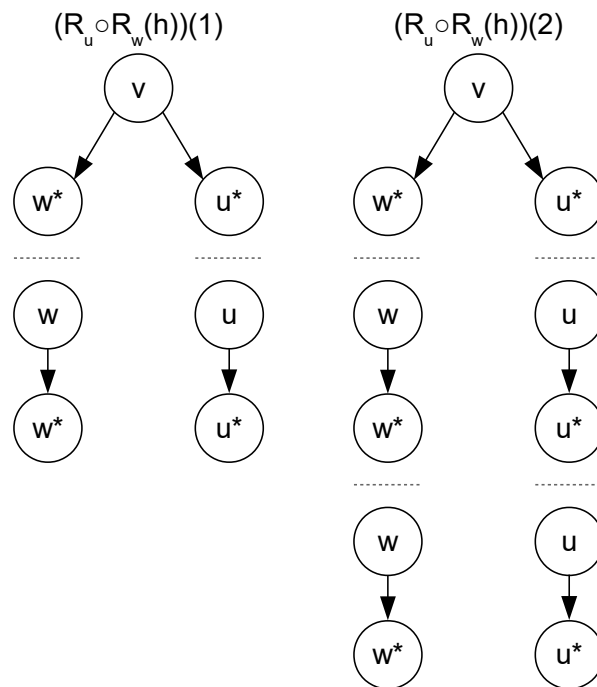 (R_u∘R_w(h))(1) (R_u∘R_w(h))(2)
v v
w* u* w* u*
w u w u
w* u* w* u*
w u
w* u*